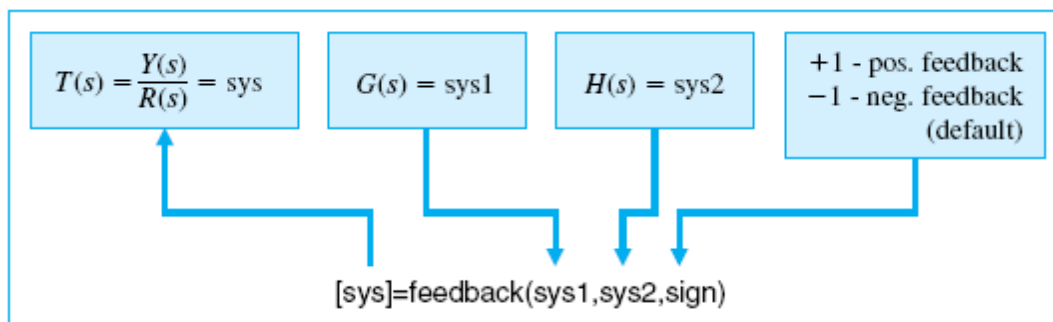 T(s) = Y(s)/R(s) = sys
G(s) = sys1
H(s) = sys2
+1 - pos. feedback
−1 - neg. feedback
(default)
[sys]=feedback(sys1,sys2,sign)